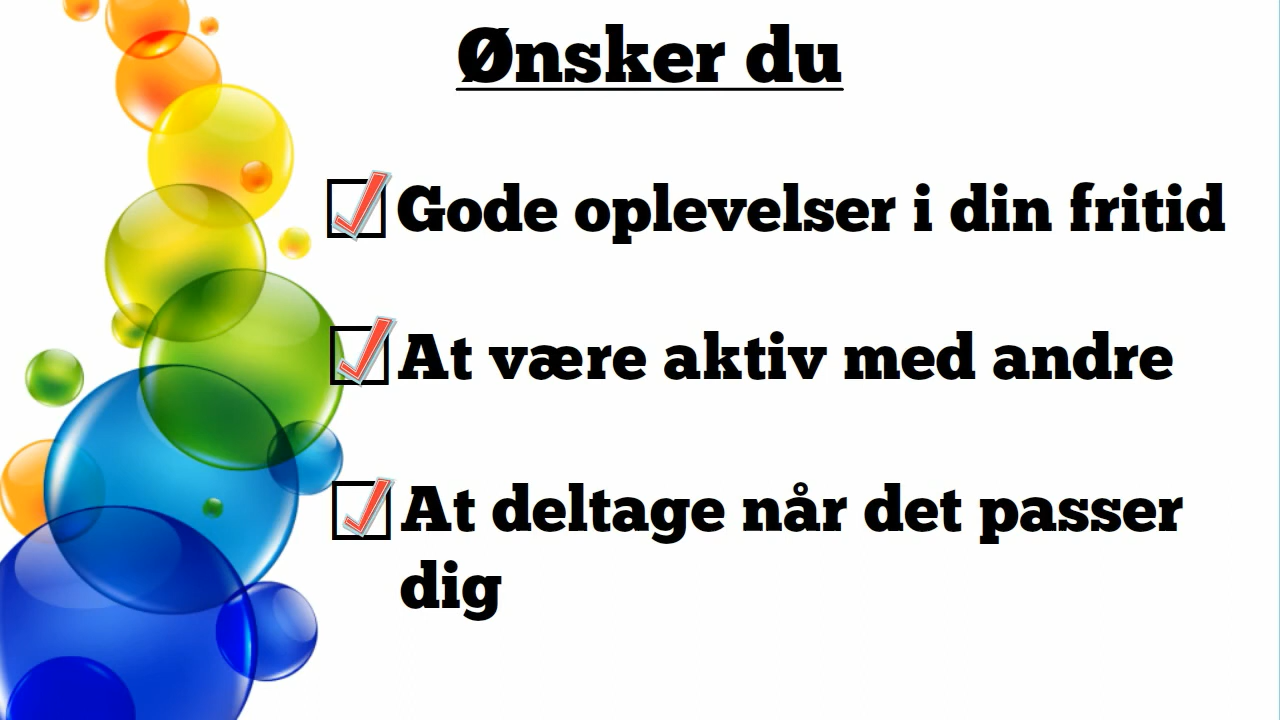 Ønsker du
Gode oplevelser i din fritid
At være aktiv med andre
At deltage når det passer
dig